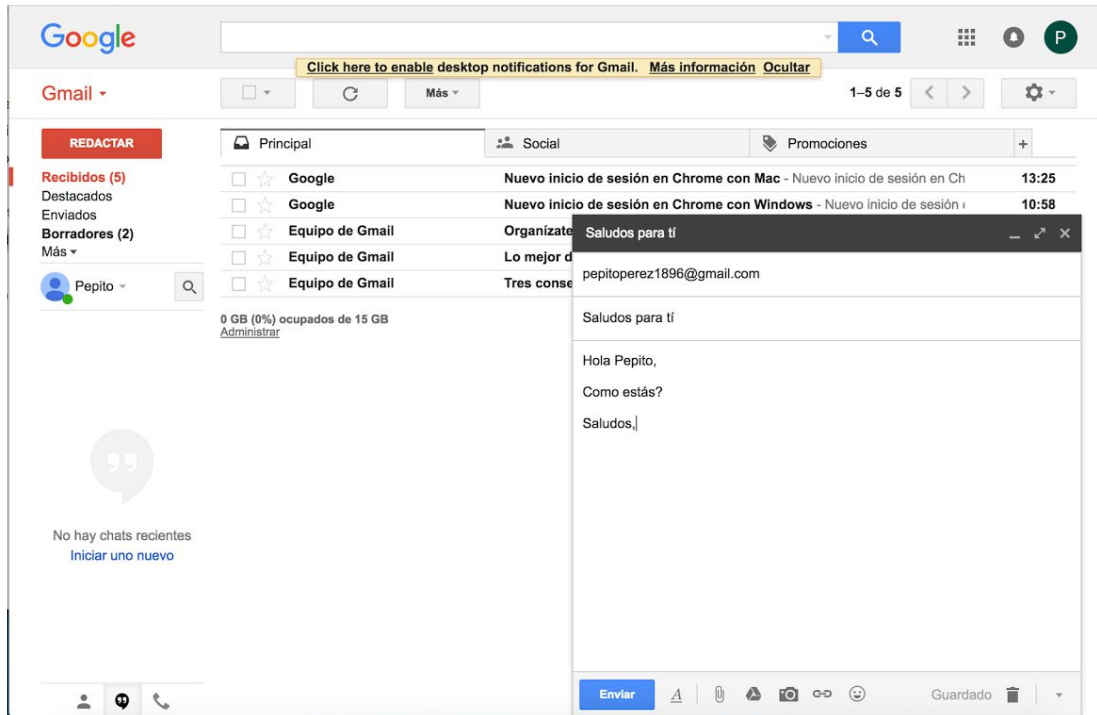 Google
Click here to enable desktop notifications for Gmail. Más información Ocultar
P
Gmail
Más
1–5 de 5
REDACTAR
Principal
Social
Promociones
+
Recibidos (5)
Destacados
Enviados
Borradores (2)
Más
Pepito
Google Nuevo inicio de sesión en Chrome con Mac - Nuevo inicio de sesión en Ch 13:25
Google Nuevo inicio de sesión en Chrome con Windows - Nuevo inicio de sesión 10:58
Equipo de Gmail Organízate
Equipo de Gmail Lo mejor d
Equipo de Gmail Tres conse
0 GB (0%) ocupados de 15 GB
Administrar
Saludos para tí
pepitoperez1896@gmail.com
Saludos para tí
Hola Pepito,
Como estás?
Saludos,
No hay chats recientes
Iniciar uno nuevo
Enviar
A
Guardado